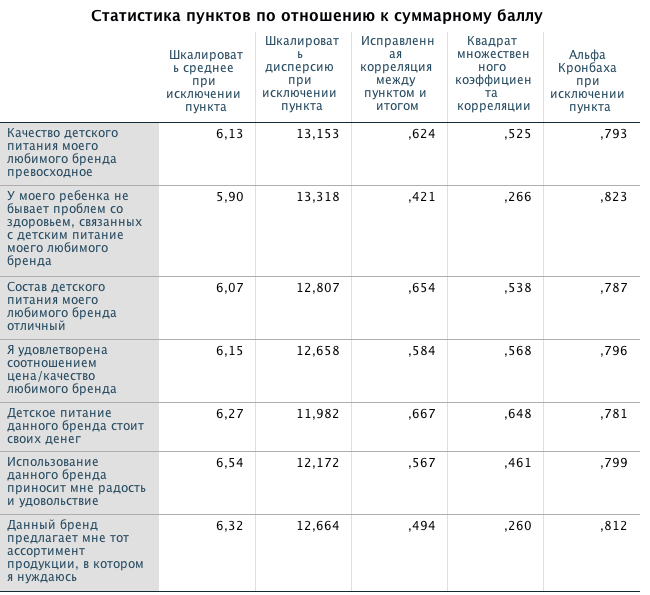 Статистика пунктов по отношению к суммарному баллу
Шкалироват
ь среднее
при
исключении
пункта
Шкалироват
ь
дисперсию
при
исключении
пункта
Исправленн
ая
корреляция
между
пунктом и
итогом
Квадрат
множествен
ного
коэффициен
та
корреляции
Альфа
Кронбаха
при
исключении
пункта
Качество детского
питания моего
любимого бренда
превосходное
6,13 13,153 ,624 ,525 ,793
У моего ребенка не
бывает проблем со
здоровьем, связанных
с детским питание
моего любимого
бренда
5,90 13,318 ,421 ,266 ,823
Состав детского
питания моего
любимого бренда
отличный
6,07 12,807 ,654 ,538 ,787
Я удовлетворена
соотношением
цена/качество
любимого бренда
6,15 12,658 ,584 ,568 ,796
Детское питание
данного бренда стоит
своих денег
6,27 11,982 ,667 ,648 ,781
Использование
данного бренда
приносит мне радость
и удовольствие
6,54 12,172 ,567 ,461 ,799
Данный бренд
предлагает мне тот
ассортимент
продукции, в котором
я нуждаюсь
6,32 12,664 ,494 ,260 ,812